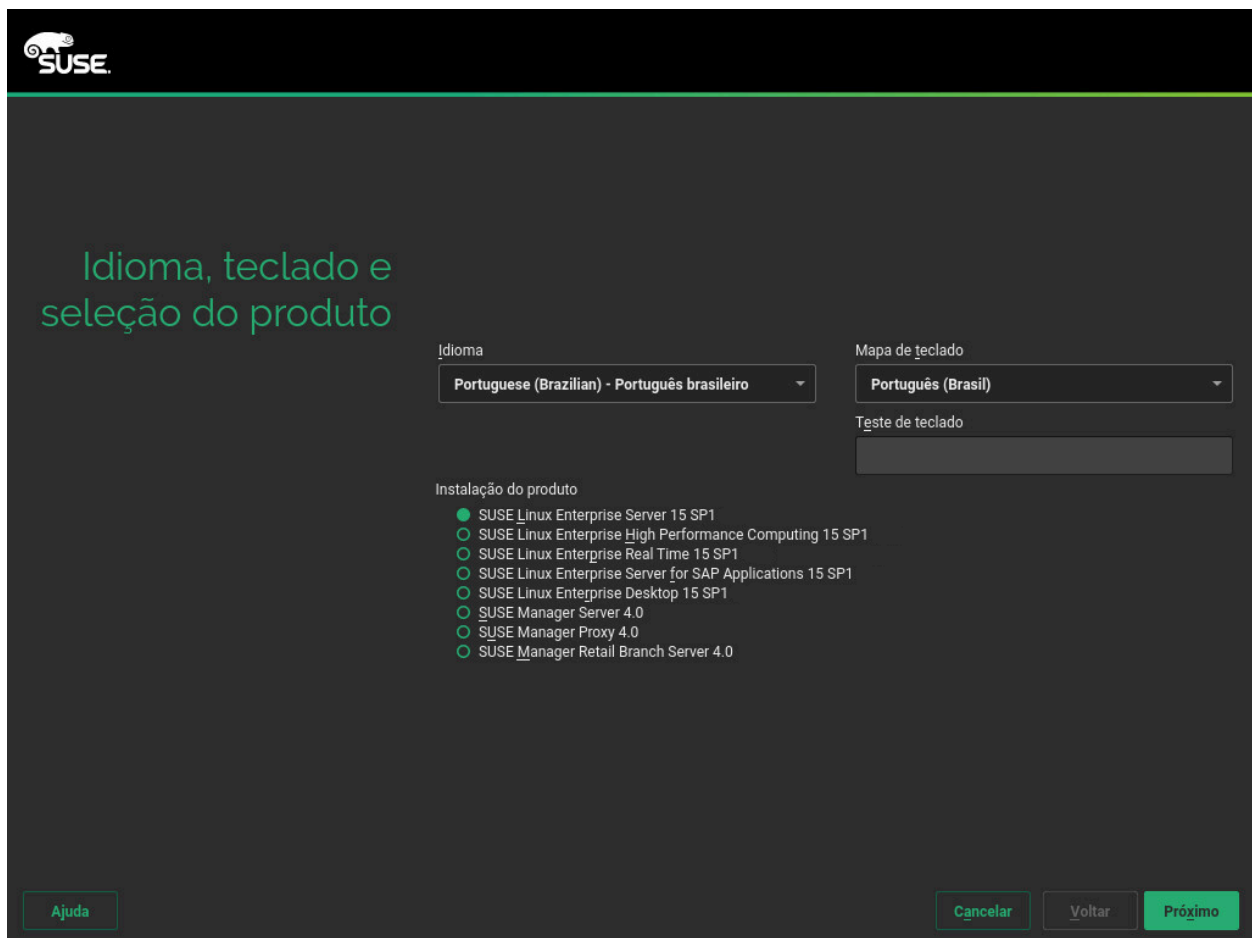 SUSE.
Idioma, teclado e
seleção do produto
Idioma
Mapa de teclado
Portuguese (Brazilian) - Português brasileiro
Português (Brasil)
Teste de teclado
Instalação do produto
SUSE Linux Enterprise Server 15 SP1
SUSE Linux Enterprise High Performance Computing 15 SP1
SUSE Linux Enterprise Real Time 15 SP1
SUSE Linux Enterprise Server for SAP Applications 15 SP1
SUSE Linux Enterprise Desktop 15 SP1
SUSE Manager Server 4.0
SUSE Manager Proxy 4.0
SUSE Manager Retail Branch Server 4.0
Ajuda
Cancelar
Voltar
Próximo